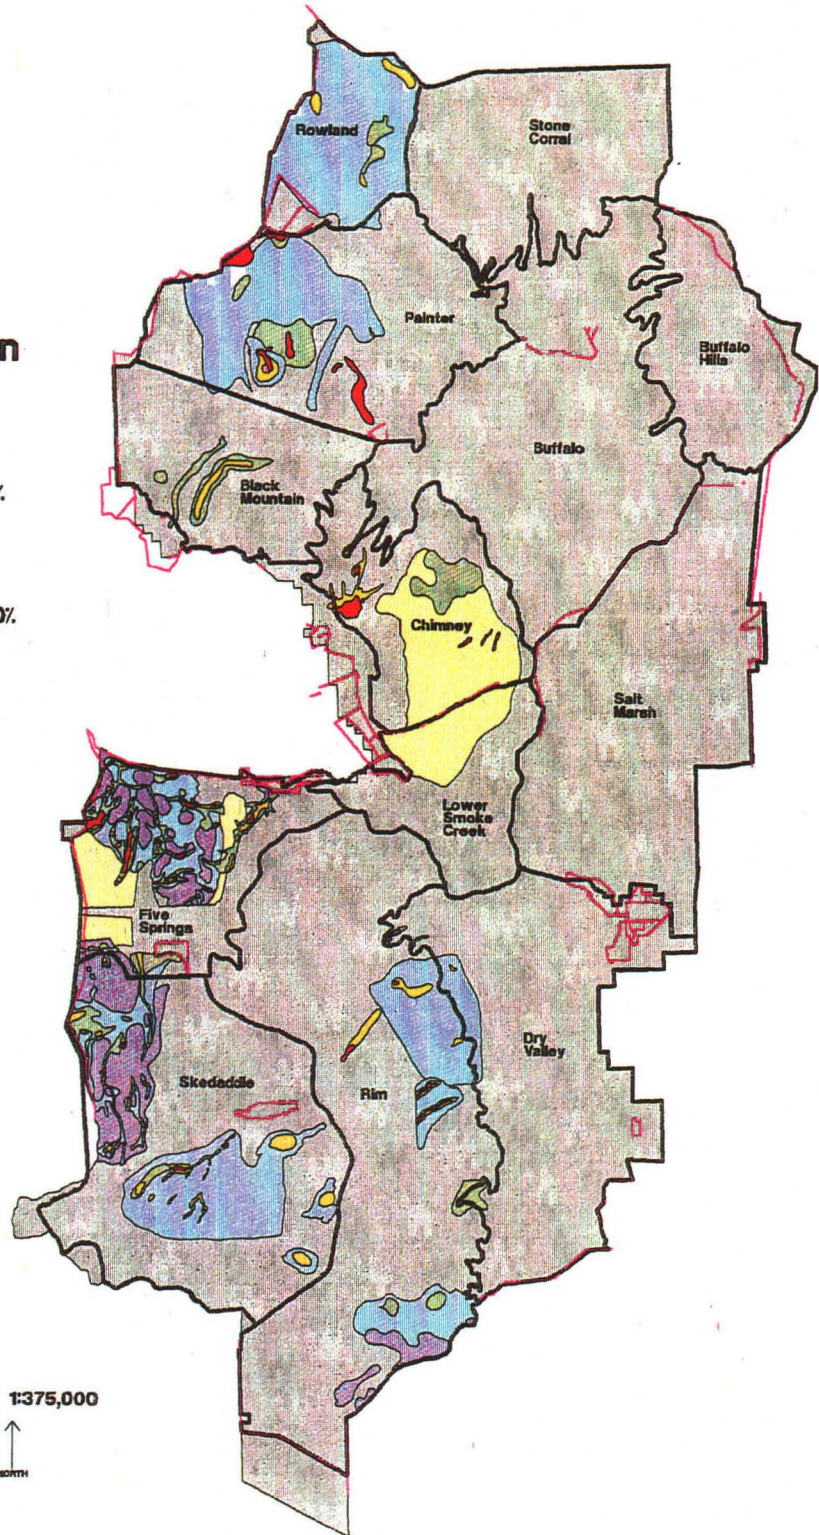 Rowland
Stone
Corral
Painter
n
Buffalo
Hills
Buffalo
Black
Mountain
%
0%
Chimney
Salt
Marsh
Lower
Smoke
Creek
Five
Springs
Dry
Valley
Skedaddle
Rim
1:375,000
NORTH